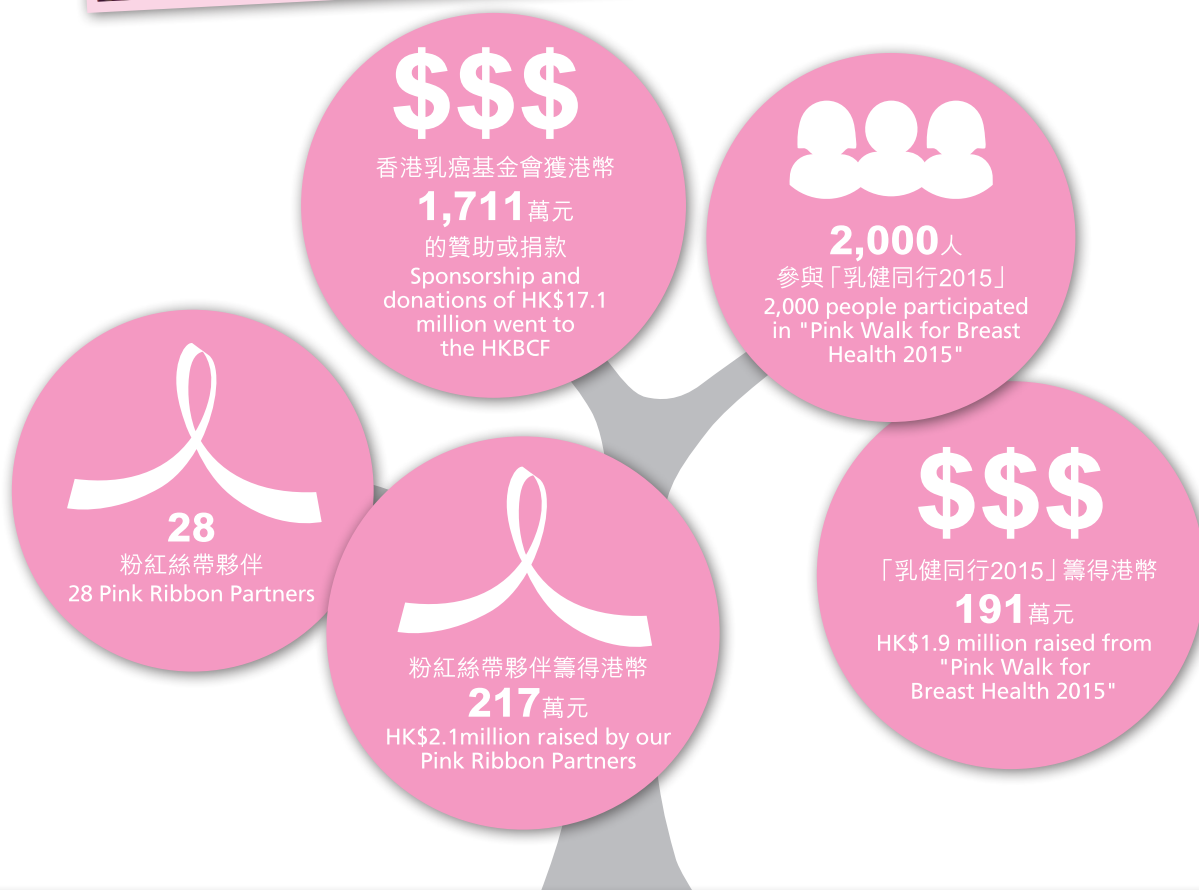 $$$
香港乳癌基金會獲港幣
1,711萬元
的贊助或捐款
Sponsorship and
donations of HK$17.1
million went to
the HKBCF
2,000人
參與「乳健同行2015」
2,000 people participated
in "Pink Walk for Breast
Health 2015"
28
粉紅絲帶夥伴
28 Pink Ribbon Partners
粉紅絲帶夥伴籌得港幣
217萬元
HK$2.1million raised by our
Pink Ribbon Partners
$$$
「乳健同行2015」籌得港幣
191萬元
HK$1.9 million raised from
"Pink Walk for
Breast Health 2015"